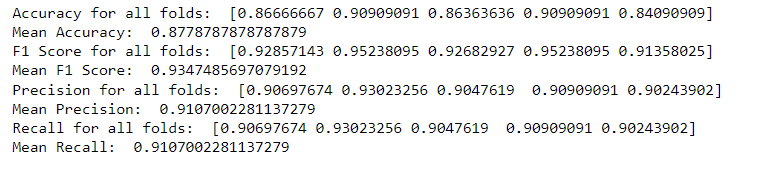 Accuracy for all folds:  [0.86666667 0.90909091 0.86363636 0.90909091 0.84090909]
Mean Accuracy:  0.8778787878787879
F1 Score for all folds:  [0.92857143 0.95238095 0.92682927 0.95238095 0.91358025]
Mean F1 Score:  0.9347485697079192
Precision for all folds:  [0.90697674 0.93023256 0.9047619  0.90909091 0.90243902]
Mean Precision:  0.9107002281137279
Recall for all folds:  [0.90697674 0.93023256 0.9047619  0.90909091 0.90243902]
Mean Recall:  0.9107002281137279